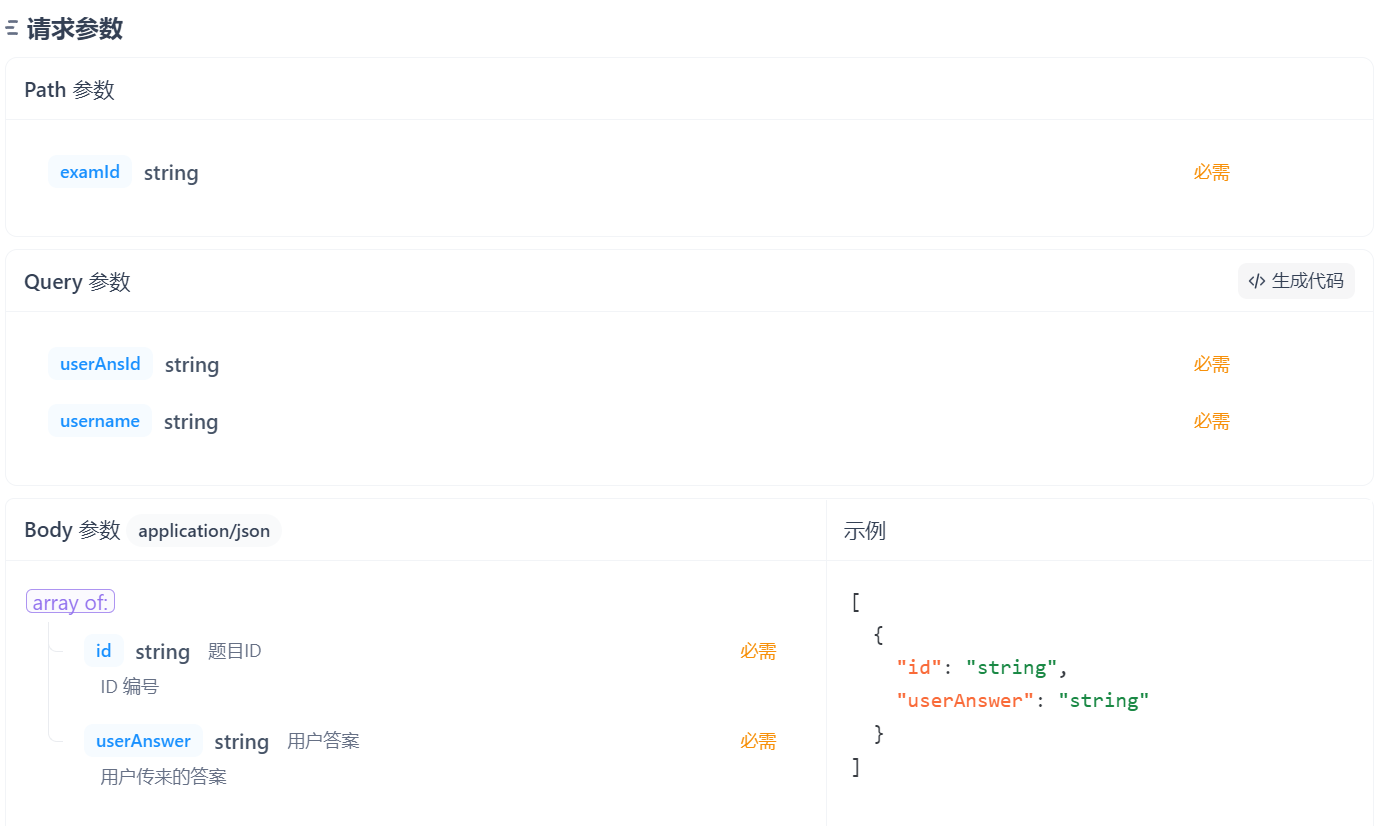 请求参数
Path 参数
examId string 必需
Query 参数 生成代码
userAnsId string 必需
username string 必需
Body 参数 application/json 示例
array of:
id string 题目ID 必需
ID 编号
userAnswer string 用户答案 必需
用户传来的答案
[
{
"id": "string",
"userAnswer": "string"
}
]